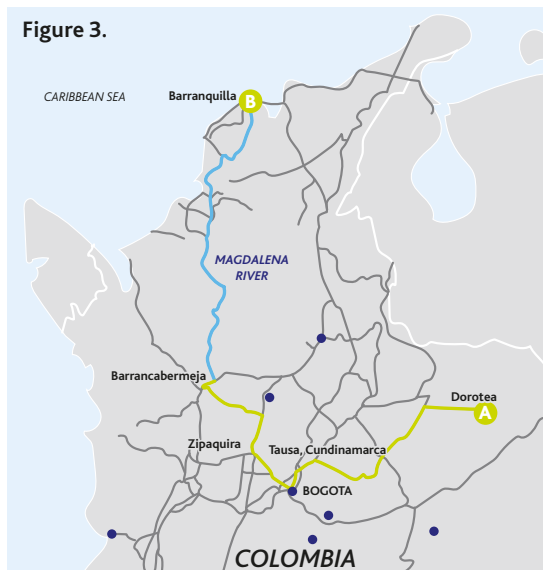 Figure 3.
CARIBBEAN SEA
Barranquilla
B
MAGDALENA
RIVER
Barrancabermeja
Dorotea
A
Zipaquira
Tausa, Cundinamarca
BOGOTA
COLOMBIA